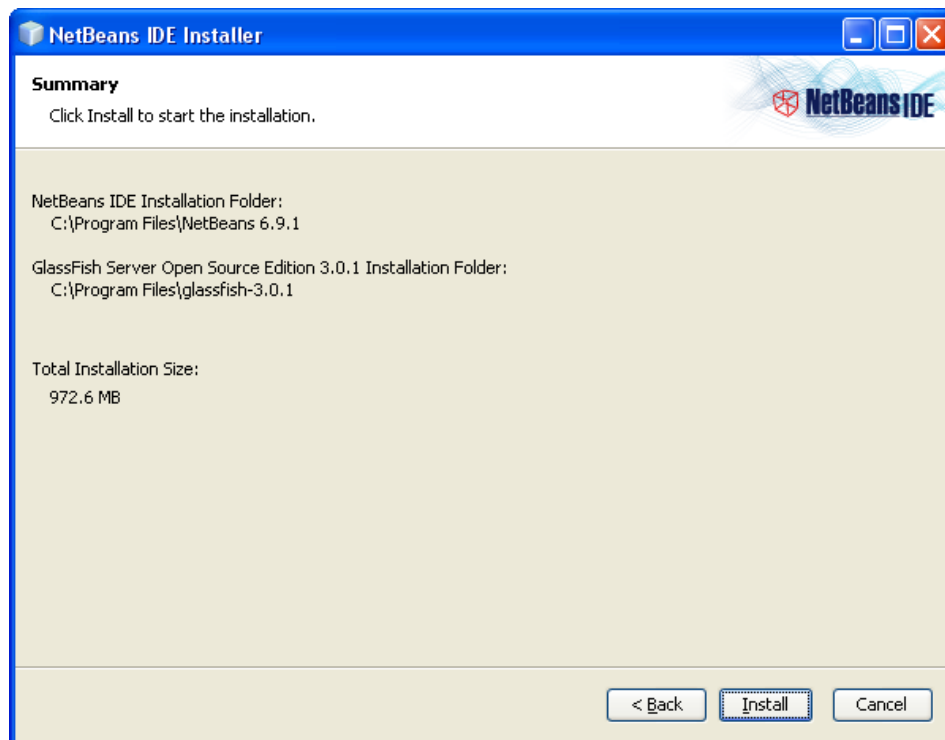 NetBeans IDE Installer
Summary
Click Install to start the installation.
NetBeans IDE
NetBeans IDE Installation Folder:
C:\Program Files\NetBeans 6.9.1
GlassFish Server Open Source Edition 3.0.1 Installation Folder:
C:\Program Files\glassfish-3.0.1
Total Installation Size:
972.6 MB
< Back Install Cancel